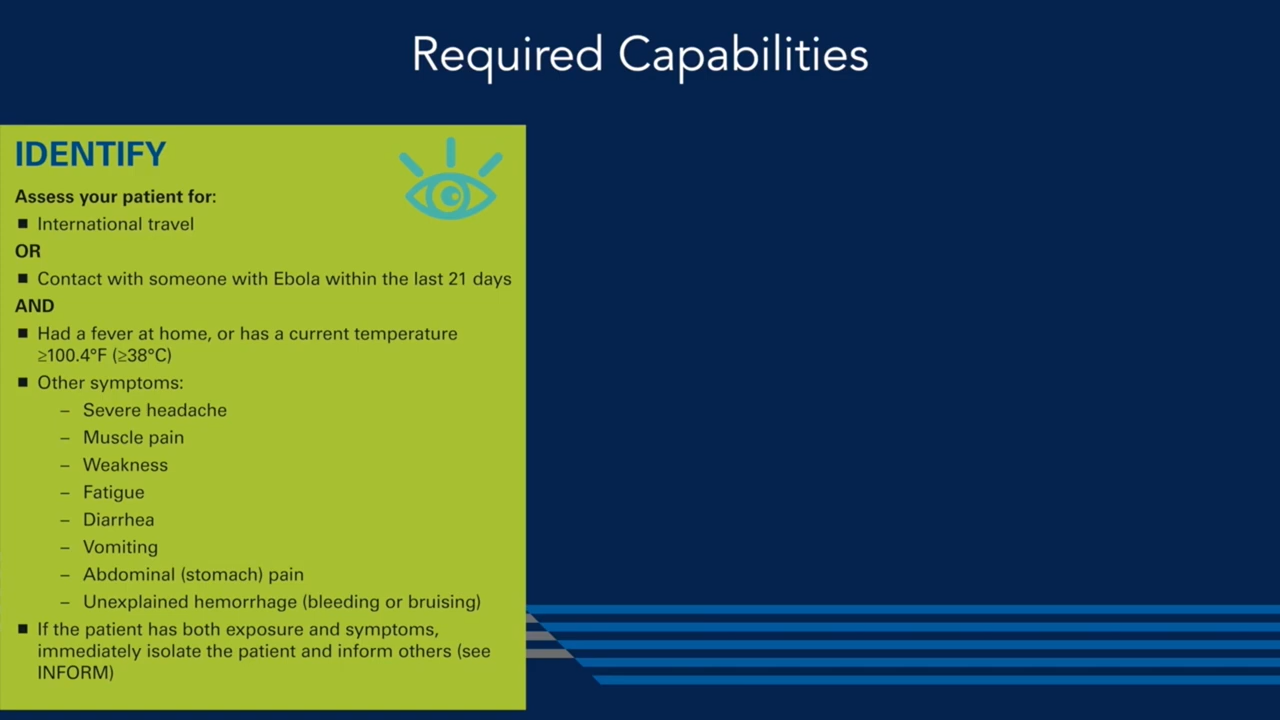 Required Capabilities
IDENTIFY
Assess your patient for:
■ International travel
OR
■ Contact with someone with Ebola within the last 21 days
AND
■ Had a fever at home, or has a current temperature
≥100.4°F (≥38°C)
■ Other symptoms:
– Severe headache
– Muscle pain
– Weakness
– Fatigue
– Diarrhea
– Vomiting
– Abdominal (stomach) pain
– Unexplained hemorrhage (bleeding or bruising)
■ If the patient has both exposure and symptoms,
immediately isolate the patient and inform others (see
INFORM)